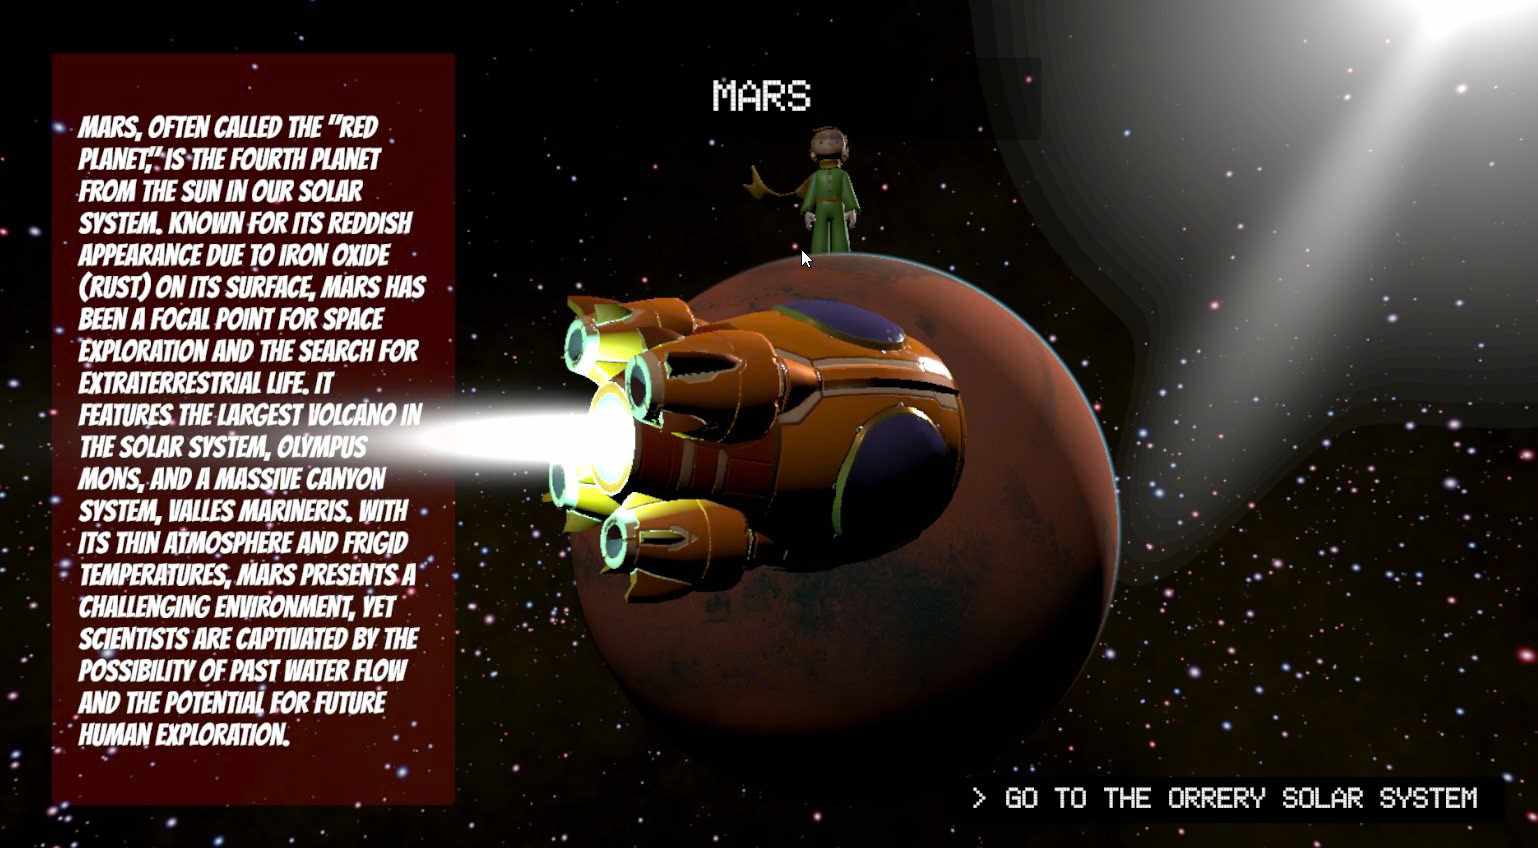 MARS
MARS, OFTEN CALLED THE "RED
PLANET," IS THE FOURTH PLANET
FROM THE SUN IN OUR SOLAR
SYSTEM. KNOWN FOR ITS REDDISH
APPEARANCE DUE TO IRON OXIDE
(RUST) ON ITS SURFACE, MARS HAS
BEEN A FOCAL POINT FOR SPACE
EXPLORATION AND THE SEARCH FOR
EXTRATERRESTRIAL LIFE. IT
FEATURES THE LARGEST VOLCANO IN
THE SOLAR SYSTEM, OLYMPUS
MONS, AND A MASSIVE CANYON
SYSTEM, VALLES MARINERIS. WITH
ITS THIN ATMOSPHERE AND FRIGID
TEMPERATURES, MARS PRESENTS A
CHALLENGING ENVIRONMENT, YET
SCIENTISTS ARE CAPTIVATED BY THE
POSSIBILITY OF PAST WATER FLOW
AND THE POTENTIAL FOR FUTURE
HUMAN EXPLORATION.
> GO TO THE ORRERY SOLAR SYSTEM